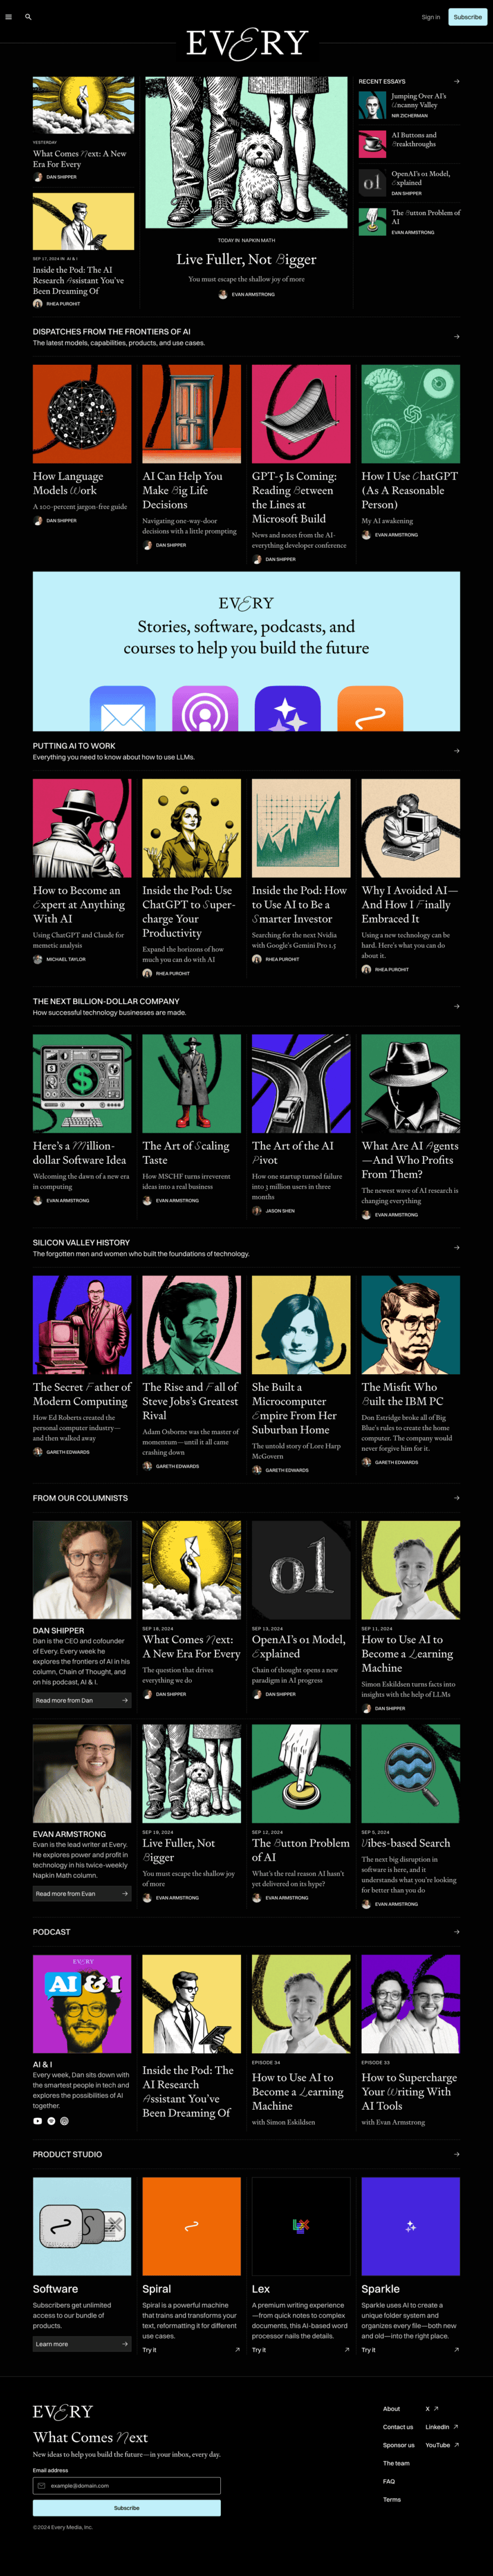 Sign in
Subscribe
EVERY
YESTERDAY
What Comes Next: A New
Era For Every
DAN SHIPPER
SEP 17, 2024 IN AI & I
Inside the Pod: The AI
Research Assistant You've
Been Dreaming Of
RHEA PUROHIT
TODAY IN NAPKIN MATH
Live Fuller, Not Bigger
You must escape the shallow joy of more
EVAN ARMSTRONG
RECENT ESSAYS
Jumping Over AI's
Uncanny Valley
NIR ZICHERMAN
AI Buttons and
Breakthroughs
o1
OpenAI's o1 Model,
Explained
DAN SHIPPER
The Button Problem of
AI
EVAN ARMSTRONG
DISPATCHES FROM THE FRONTIERS OF AI
The latest models, capabilities, products, and use cases.
How Language
Models Work
A 100-percent jargon-free guide
DAN SHIPPER
AI Can Help You
Make Big Life
Decisions
Navigating one-way-door
decisions with a little prompting
DAN SHIPPER
GPT-5 Is Coming:
Reading Between
the Lines at
Microsoft Build
News and notes from the AI-
everything developer conference
DAN SHIPPER
How I Use ChatGPT
(As A Reasonable
Person)
My AI awakening
EVAN ARMSTRONG
EVERY
Stories, software, podcasts, and
courses to help you build the future
PUTTING AI TO WORK
Everything you need to know about how to use LLMs.
How to Become an
Expert at Anything
With AI
Using ChatGPT and Claude for
memetic analysis
MICHAEL TAYLOR
Inside the Pod: Use
ChatGPT to Super-
charge Your
Productivity
Expand the horizons of how
much you can do with AI
RHEA PUROHIT
Inside the Pod: How
to Use AI to Be a
Smarter Investor
Searching for the next Nvidia
with Google's Gemini Pro 1.5
RHEA PUROHIT
Why I Avoided AI—
And How I Finally
Embraced It
Using a new technology can be
hard. Here's what you can do
about it.
RHEA PUROHIT
THE NEXT BILLION-DOLLAR COMPANY
How successful technology businesses are made.
Here's a Million-
dollar Software Idea
Welcoming the dawn of a new era
in computing
EVAN ARMSTRONG
The Art of Scaling
Taste
How MSCHF turns irreverent
ideas into a real business
EVAN ARMSTRONG
The Art of the AI
Pivot
How one startup turned failure
into 1 million users in three
months
JASON SHEN
What Are AI Agents
—And Who Profits
From Them?
The newest wave of AI research is
changing everything
EVAN ARMSTRONG
SILICON VALLEY HISTORY
The forgotten men and women who built the foundations of technology.
The Secret Father of
Modern Computing
How Ed Roberts created the
personal computer industry—
and then walked away
GARETH EDWARDS
The Rise and Fall of
Steve Jobs's Greatest
Rival
Adam Osborne was the master of
momentum—until it all came
crashing down
GARETH EDWARDS
She Built a
Microcomputer
Empire From Her
Suburban Home
The untold story of Lore Harp
McGovern
GARETH EDWARDS
The Misfit Who
Built the IBM PC
Don Estridge broke all of Big
Blue's rules to create the home
computer. The company would
never forgive him for it.
GARETH EDWARDS
FROM OUR COLUMNISTS
DAN SHIPPER
Dan is the CEO and cofounder
of Every. Every week he
explores the frontiers of AI in his
column, Chain of Thought, and
on his podcast, AI & I.
Read more from Dan
SEP 18, 2024
What Comes Next:
A New Era For Every
The question that drives
everything we do
DAN SHIPPER
o1
SEP 13, 2024
OpenAI's o1 Model,
Explained
Chain of thought opens a new
paradigm in AI progress
DAN SHIPPER
SEP 11, 2024
How to Use AI to
Become a Learning
Machine
Simon Eskildsen turns facts into
insights with the help of LLMs
DAN SHIPPER
EVAN ARMSTRONG
Evan is the lead writer at Every.
He explores power and profit in
technology in his twice-weekly
Napkin Math column.
Read more from Evan
SEP 19, 2024
Live Fuller, Not
Bigger
You must escape the shallow joy
of more
EVAN ARMSTRONG
SEP 12, 2024
The Button Problem
of AI
What's the real reason AI hasn't
yet delivered on its hype?
EVAN ARMSTRONG
SEP 5, 2024
Vibes-based Search
The next big disruption in
software is here, and it
understands what you're looking
for better than you do
EVAN ARMSTRONG
PODCAST
EVERY
AI & I
AI & I
Every week, Dan sits down with
the smartest people in tech and
explores the possibilities of AI
together.
Inside the Pod: The
AI Research
Assistant You've
Been Dreaming Of
EPISODE 34
How to Use AI to
Become a Learning
Machine
with Simon Eskildsen
EPISODE 33
How to Supercharge
Your Writing With
AI Tools
with Evan Armstrong
PRODUCT STUDIO
Software
Subscribers get unlimited
access to our bundle of
products.
Learn more
Spiral
Spiral is a powerful machine
that trains and transforms your
text, reformating it for different
use cases.
Try it
Lex
A premium writing experience
—from quick notes to complex
documents, this AI-based word
processor nails the details.
Try it
Sparkle
Sparkle uses AI to create a
unique folder system and
organizes every file—both new
and old—into the right place.
Try it
EVERY
What Comes Next
New ideas to help you build the future—in your inbox, every day.
Email address
example@domain.com
Subscribe
©2024 Every Media, Inc.
About
Contact us
Sponsor us
The team
FAQ
Terms
X
LinkedIn
YouTube